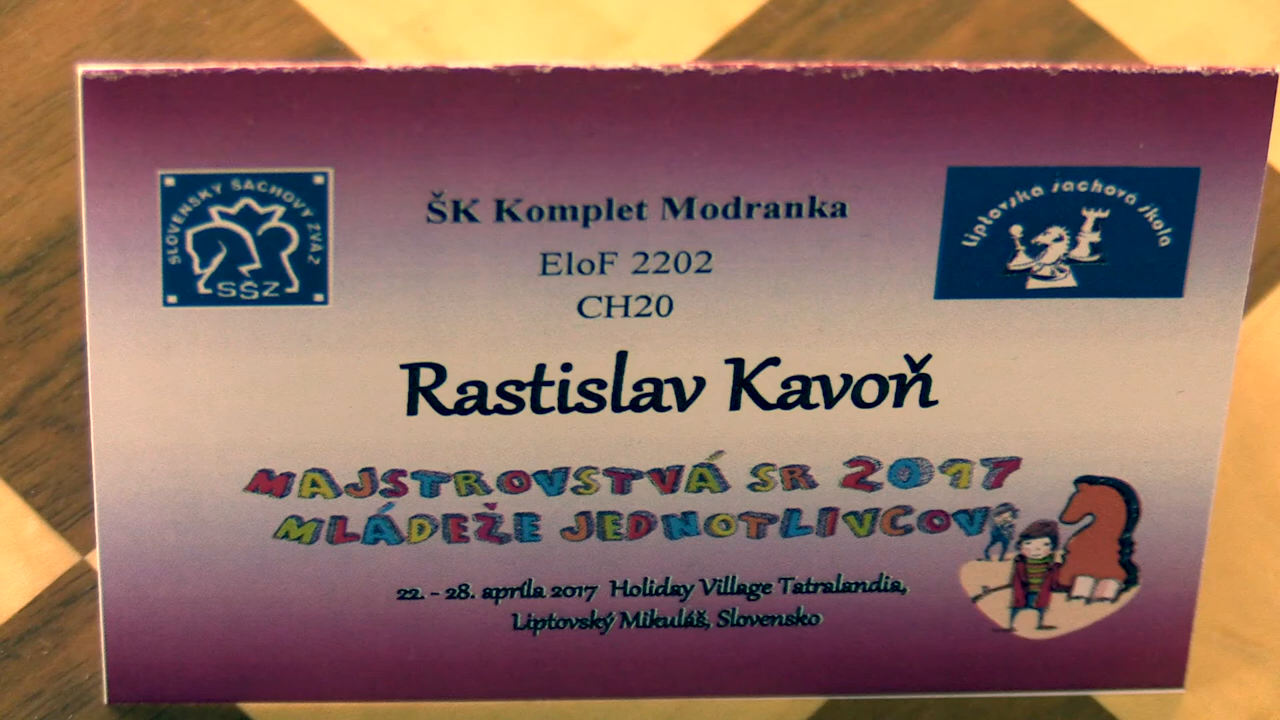 SLOVENSKÝ ŠACHOVÝ ZVÄZ
SŠZ
ŠK Komplet Modranka
EloF 2202
CH20
Liptovská šachová škola
Rastislav Kavoň
MAJSTROVSTVÁ SR 2017
MLÁDEŽE JEDNOTLIVCOV
22. - 28. apríla 2017 Holiday Village Tatralandia,
Liptovský Mikuláš, Slovensko